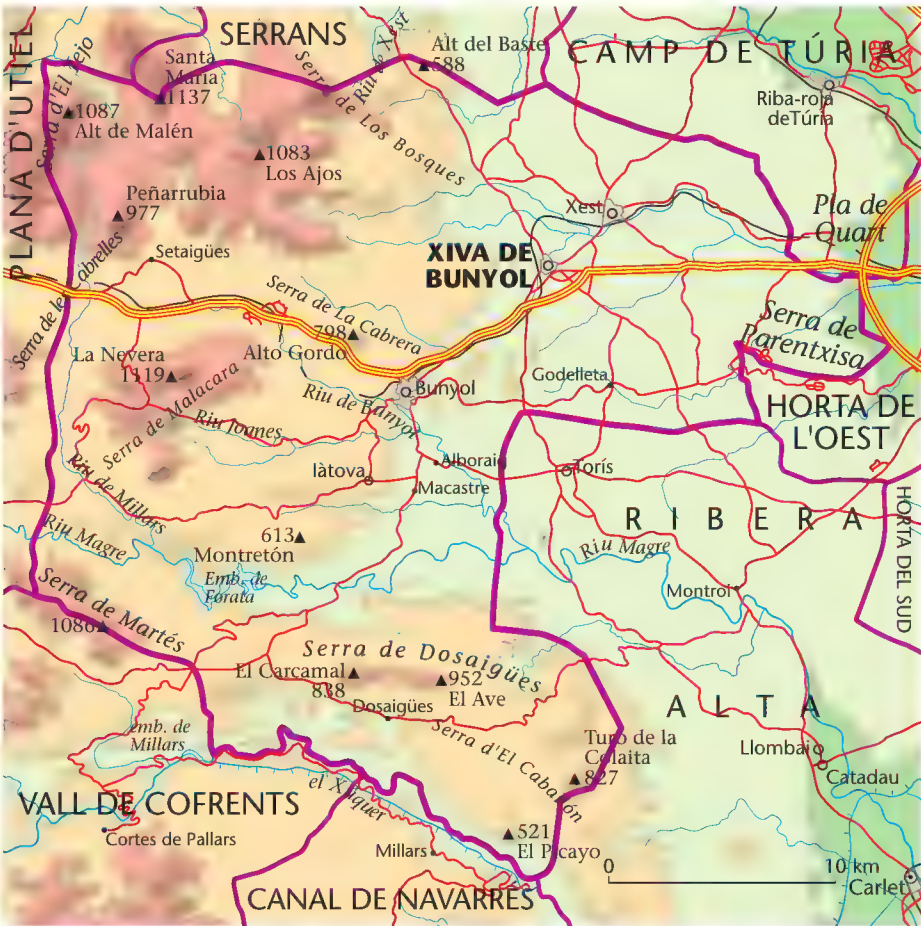 SERRANS
PLANA D'UTIEL
Serra d'El Tejo
Santa
Maria
1137
1087
Alt de Malén
1083
Los Ajos
Serra de Los Bosques
Riu de Xest
Alt del Baste
588
CAMP DE TÚRIA
Riba-roja
deTúria
Peñarrubia
977
Setaigües
Xest
Pla de
Quart
XIVA DE
BUNYOL
Serra de La Cabrera
798
Alto Gordo
La Nevera
1119
Serra de Malacara
Riu Joanes
Riu de Bunyol
Bunyol
Godelleta
Serra de
Parentxisa
HORTA DE
L'OEST
HORTA DEL SUD
Riu de Millars
Iàtova
Alboraig
Macastre
Torís
RIBERA
Riu Magre
613
Montretón
Emb. de
Forata
Riu Magre
Montroi
Serra de Martés
1086
Serra de Dosaigües
El Carcamal
838
952
El Ave
Dosaigües
ALTA
emb. de
Millars
Serra d'El Caballón
Turó de la
Colaita
827
Llombai
Catadau
VALL DE COFRENTS
el Xúquer
Cortes de Pallars
521
El Picayo
Millars
0 10 km
Carlet
CANAL DE NAVARRÉS